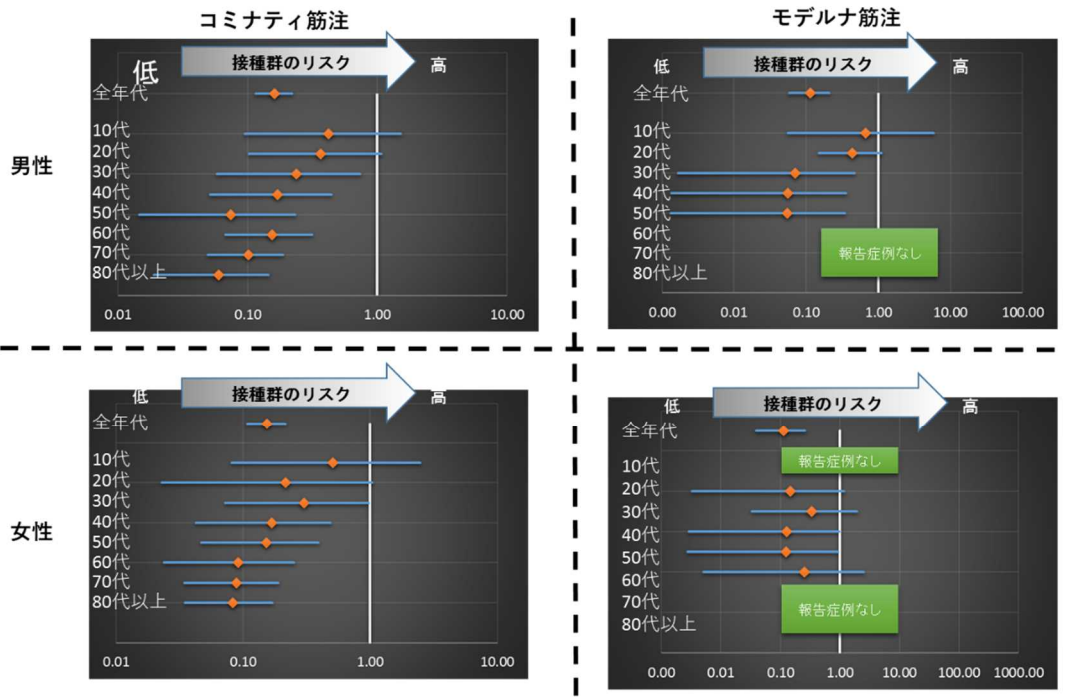 コミナティ筋注
接種群のリスク
低
高
全年代
10代
20代
30代
40代
50代
60代
70代
80代以上
0.01 0.10 1.00 10.00
モデルナ筋注
接種群のリスク
低
高
全年代
10代
20代
30代
40代
50代
60代
70代
80代以上
報告症例なし
0.00 0.01 0.10 1.00 10.00 100.00
男性
接種群のリスク
低
高
全年代
10代
20代
30代
40代
50代
60代
70代
80代以上
0.01 0.10 1.00 10.00
接種群のリスク
低
高
全年代
報告症例なし
10代
20代
30代
40代
50代
60代
70代
報告症例なし
80代以上
0.00 0.01 0.10 1.00 10.00 100.00 1000.00
女性